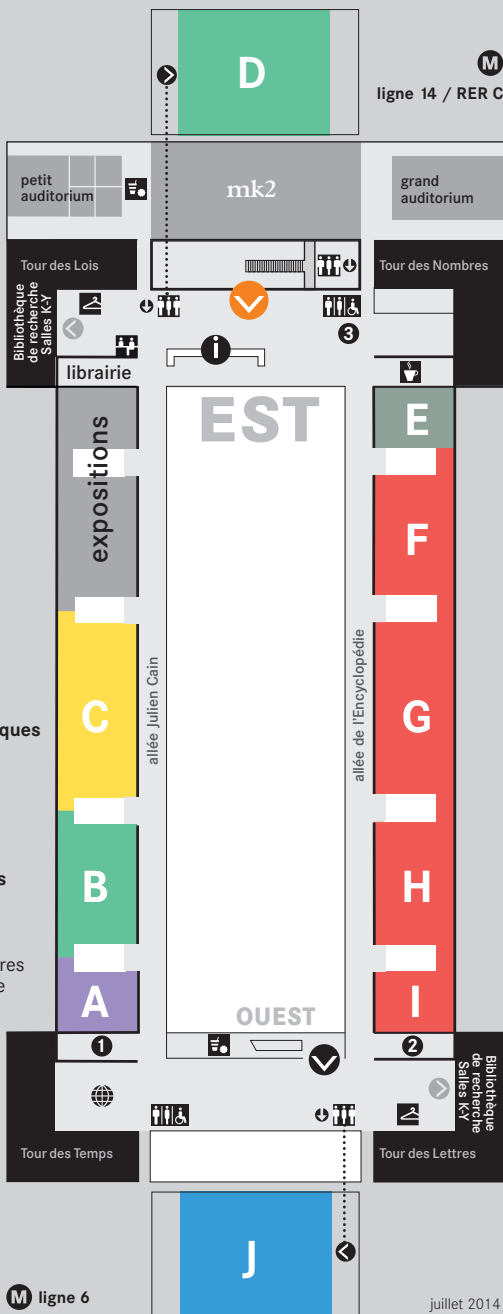 D
M
ligne 14 / RER C
petit
auditorium
mk2
grand
auditorium
Tour des Lois
Tour des Nombres
Bibliothèque
de recherche
Salles K-Y
i
3
librairie
EST
expositions
E
F
allée Julien Cain
allée de l'Encyclopédie
C
G
ques
B
H
s
res
e
A
I
OUEST
1
2
Bibliothèque
de recherche
Salles K-Y
Tour des Temps
Tour des Lettres
J
M ligne 6
juillet 2014